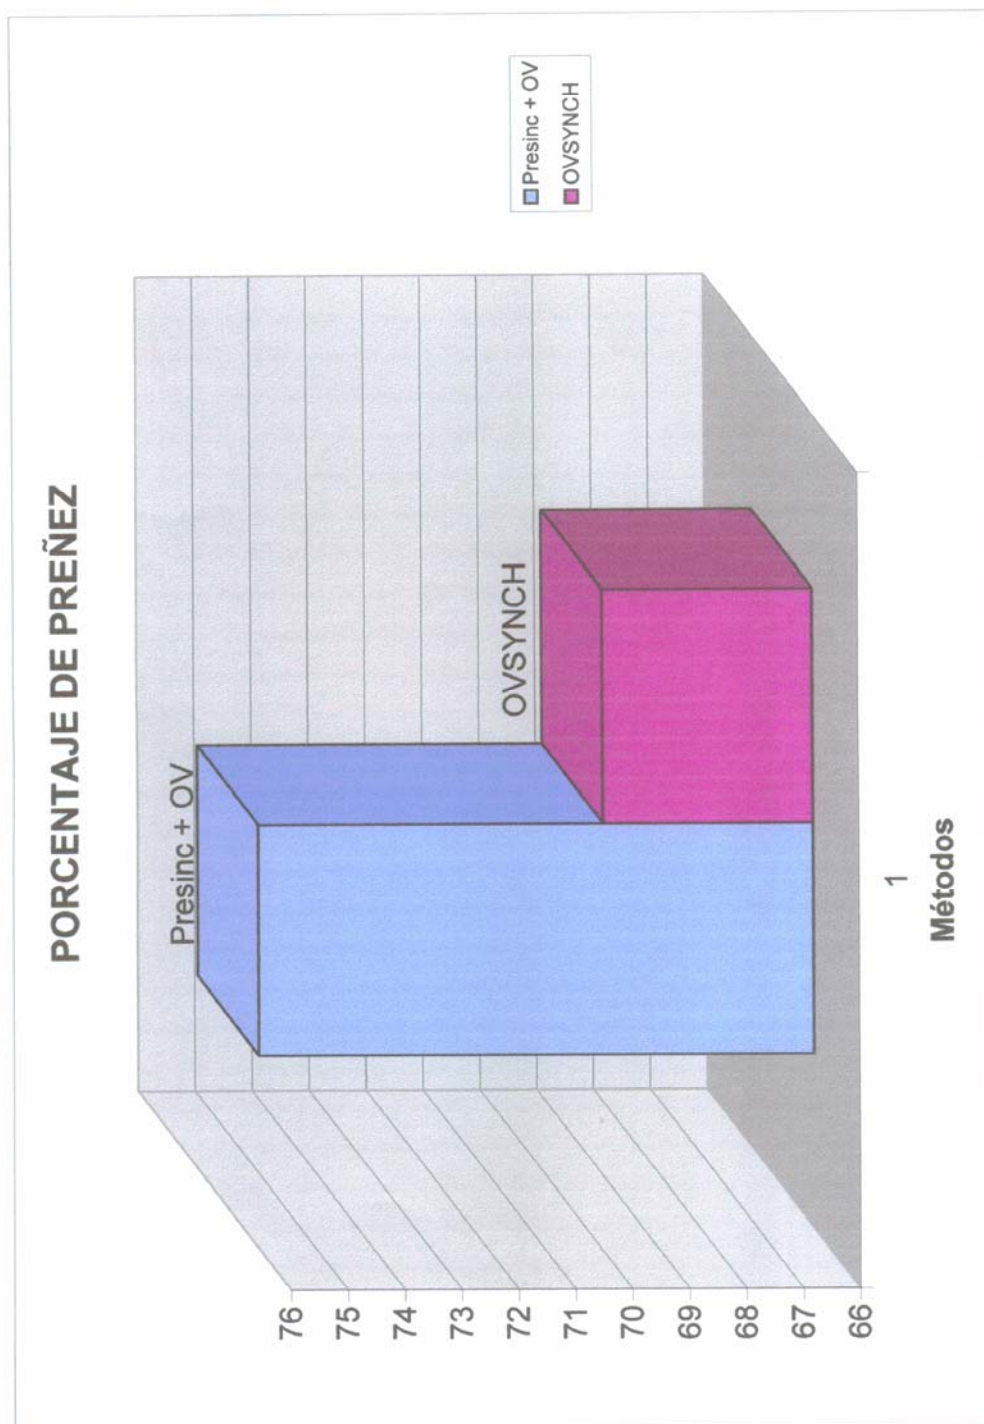 PORCENTAJE DE PREÑEZ
Presinc + OV
OVSYNCH
76
75
74
73
72
71
70
69
68
67
66
1
Métodos
Presinc + OV
OVSYNCH